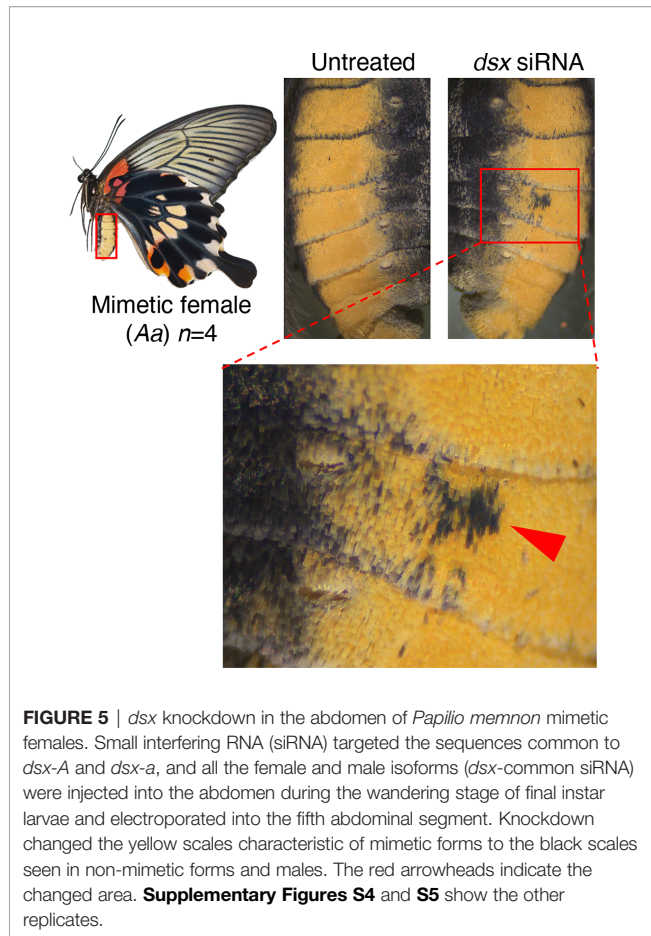 Untreated
dsx siRNA
Mimetic female
(Aa) n=4
FIGURE 5 | dsx knockdown in the abdomen of Papilio memnon mimetic
females. Small interfering RNA (siRNA) targeted the sequences common to
dsx-A and dsx-a, and all the female and male isoforms (dsx-common siRNA)
were injected into the abdomen during the wandering stage of final instar
larvae and electroporated into the fifth abdominal segment. Knockdown
changed the yellow scales characteristic of mimetic forms to the black scales
seen in non-mimetic forms and males. The red arrowheads indicate the
changed area. Supplementary Figures S4 and S5 show the other
replicates.